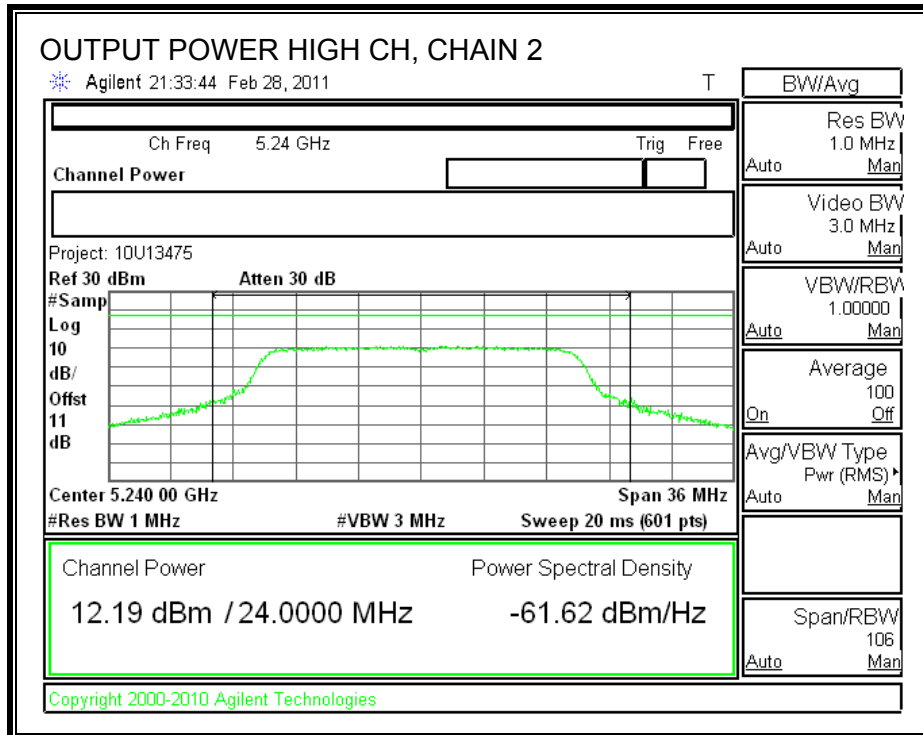 OUTPUT POWER HIGH CH, CHAIN 2
Agilent 21:33:44 Feb 28, 2011 T
Ch Freq 5.24 GHz Trig Free
Channel Power
Project: 10U13475
Ref 30 dBm Atten 30 dB
#Samp
Log
10
dB/
Offst
11
dB
Center 5.240 00 GHz Span 36 MHz
#Res BW 1 MHz #VBW 3 MHz Sweep 20 ms (601 pts)
Channel Power Power Spectral Density
12.19 dBm / 24.0000 MHz -61.62 dBm/Hz
Copyright 2000-2010 Agilent Technologies
BW/Avg
Res BW
1.0 MHz
Auto Man
Video BW
3.0 MHz
Auto Man
VBW/RBW
1.00000
Auto Man
Average
100
On Off
Avg/VBW Type
Pwr (RMS)
Auto Man
Span/RBW
106
Auto Man